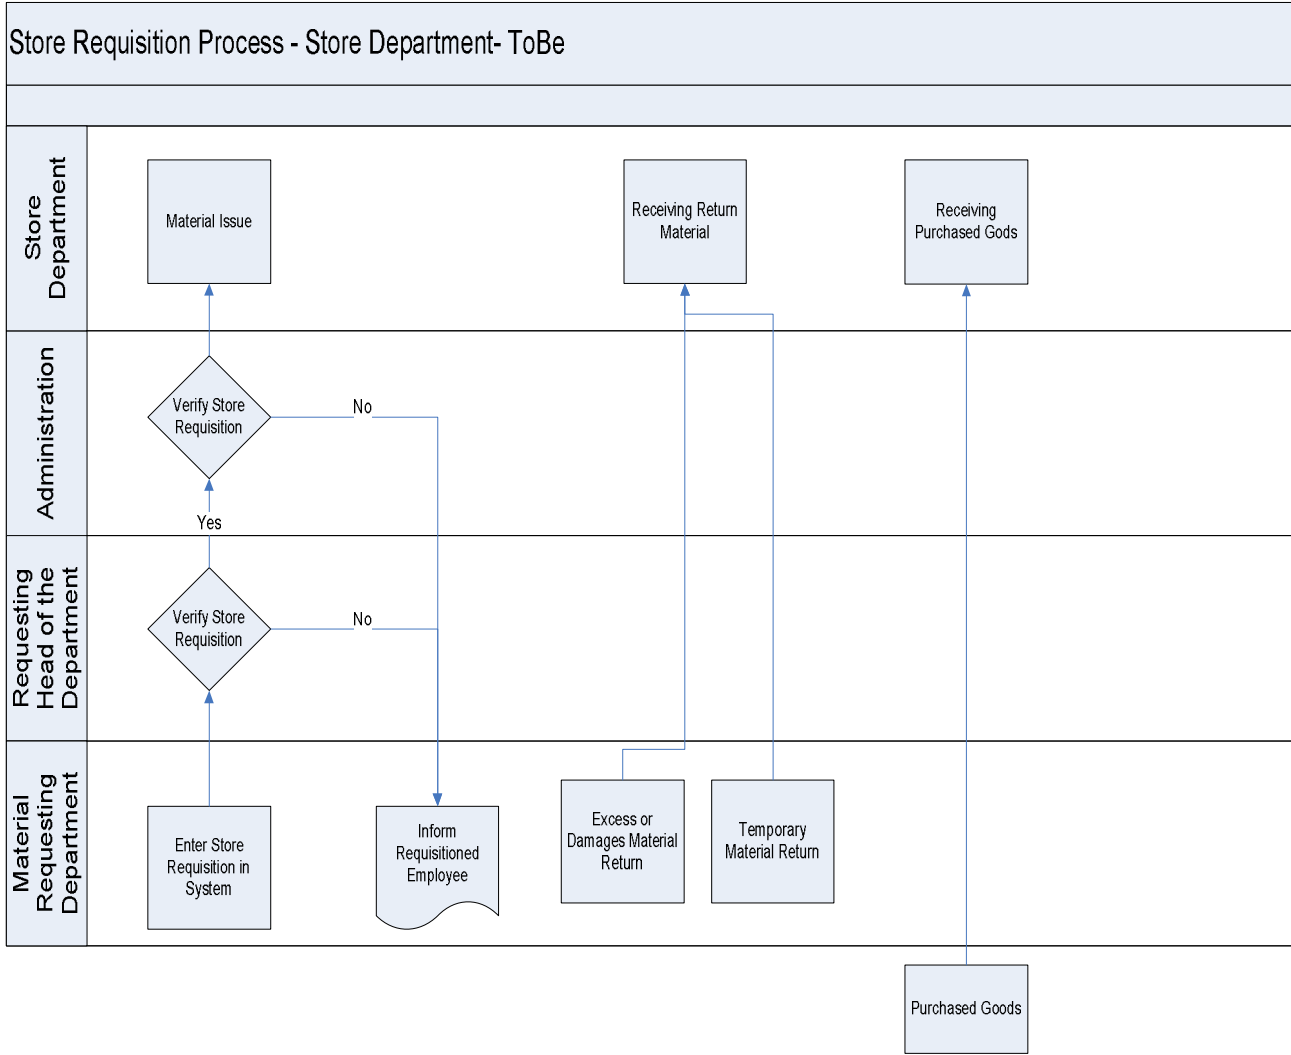 Store Requisition Process - Store Department- ToBe
Store
Department
Material Issue
Receiving Return
Material
Receiving
Purchased Gods
Administration
Verify Store
Requisition
No
Yes
Requesting
Head of the
Department
Verify Store
Requisition
No
Material
Requesting
Department
Enter Store
Requisition in
System
Inform
Requisitioned
Employee
Excess or
Damages Material
Return
Temporary
Material Return
Purchased Goods